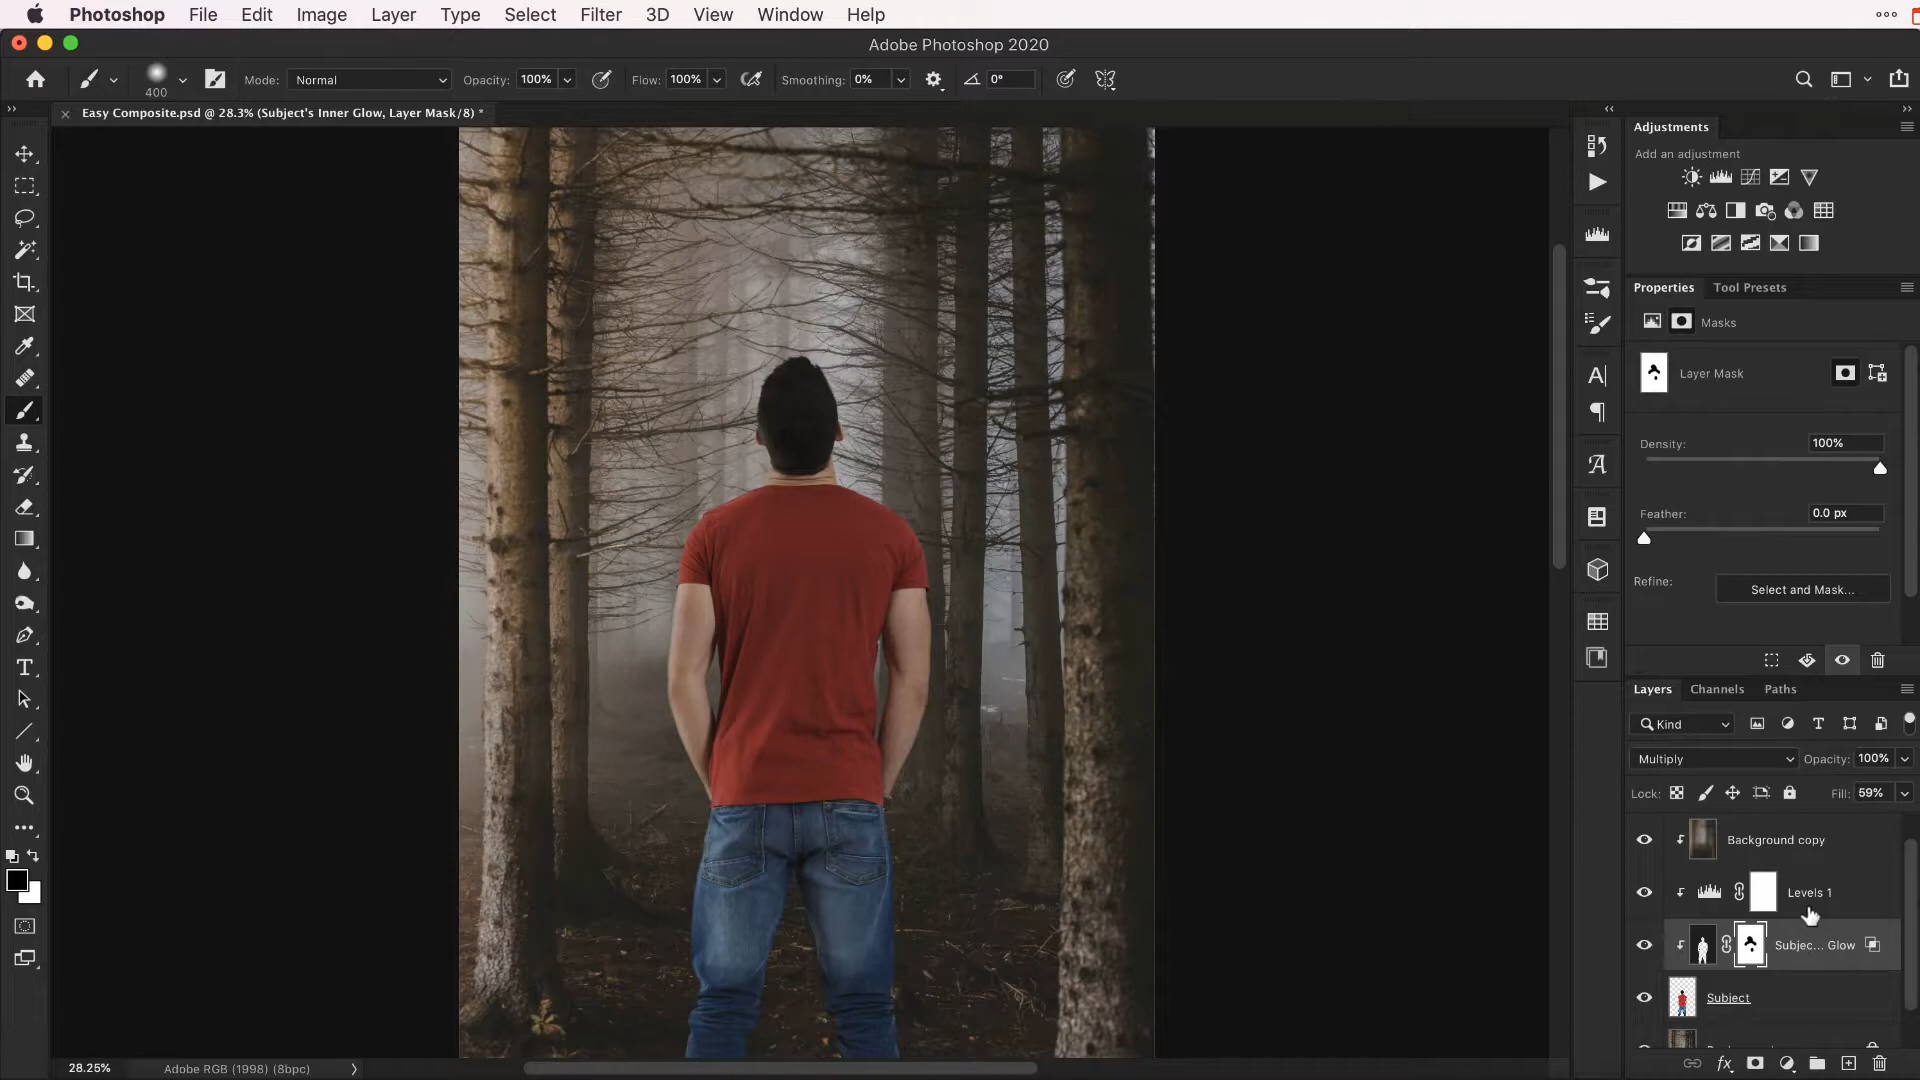 Photoshop File Edit Image Layer Type Select Filter 3D View Window Help
Adobe Photoshop 2020
400 Mode: Normal Opacity: 100% Flow: 100% Smoothing: 0% 0°
Easy Composite.psd @ 28.3% (Subject's Inner Glow, Layer Mask/8) *
Adjustments
Add an adjustment
Properties Tool Presets
Masks
Layer Mask
Density: 100%
Feather: 0.0 px
Refine: Select and Mask...
Layers Channels Paths
Kind
Multiply Opacity: 100%
Lock: Fill: 59%
Background copy
Levels 1
Subjec... Glow
Subject
28.25% Adobe RGB (1998) (8bpc)